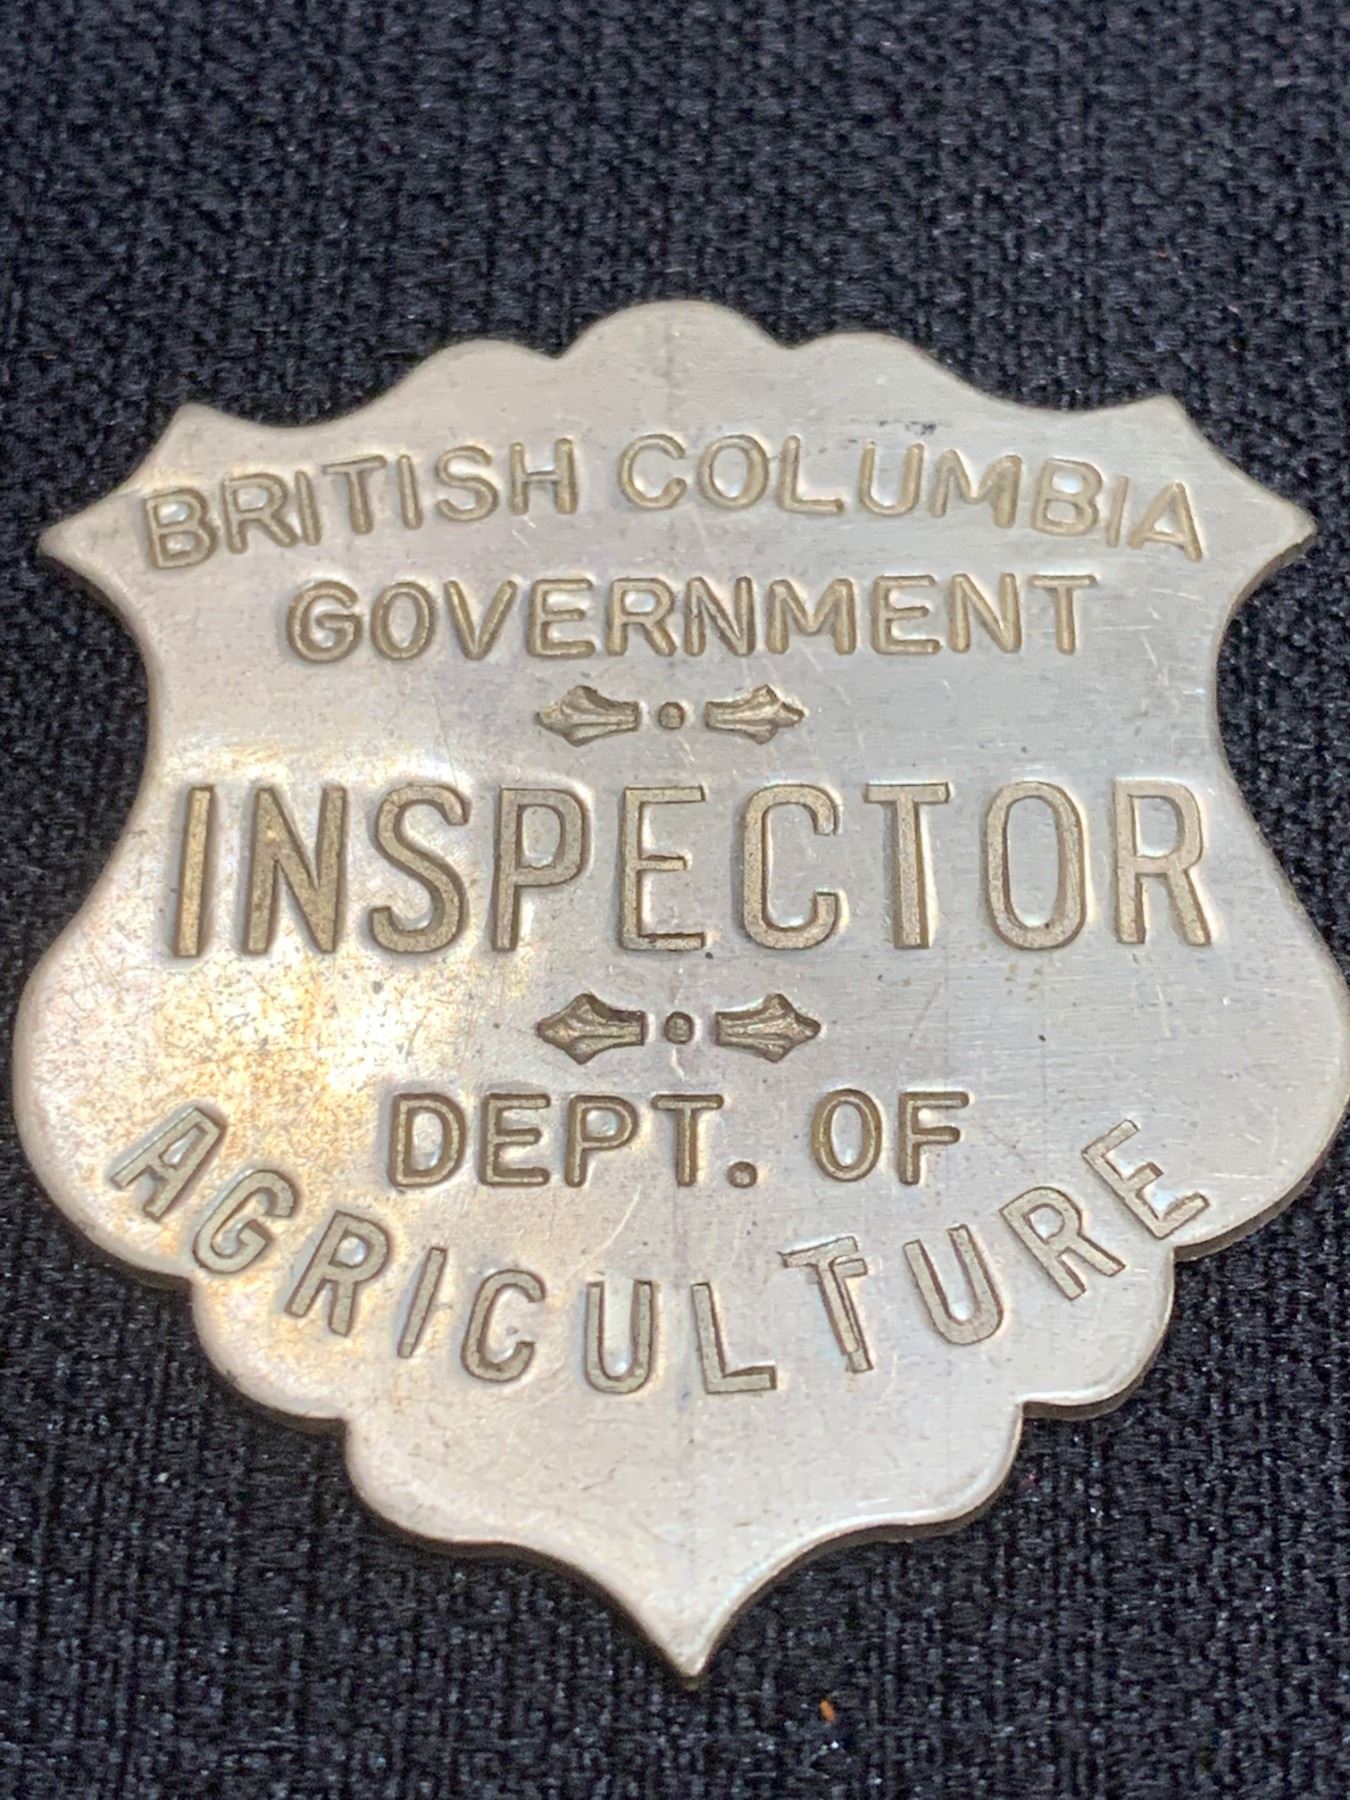 BRITISH COLUMBIA
GOVERNMENT
INSPECTOR
DEPT. OF
AGRICULTURE